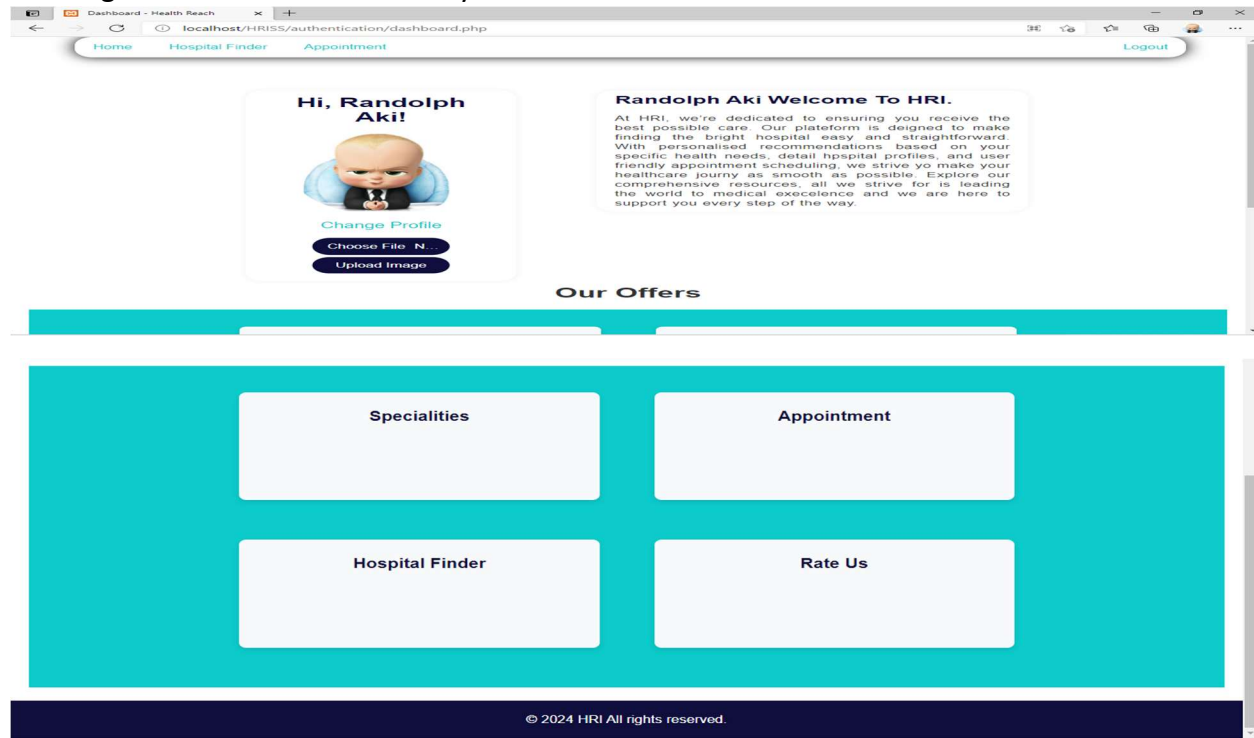 Dashboard - Health Reach
localhost/HRISS/authentication/dashboard.php
Home Hospital Finder Appointment Logout
Hi, Randolph
Aki!
Change Profile
Choose File N...
Upload Image
Randolph Aki Welcome To HRI.
At HRI, we're dedicated to ensuring you receive the
best possible care. Our plateform is deigned to make
finding the bright hospital easy and straightforward.
With personalised recommendations based on your
specific health needs, detail hpspital profiles, and user
friendly appointment scheduling, we strive yo make your
healthcare journy as smooth as possible. Explore our
comprehensive resources, all we strive for is leading
the world to medical execelence and we are here to
support you every step of the way.
Our Offers
Specialities Appointment
Hospital Finder Rate Us
© 2024 HRI All rights reserved.